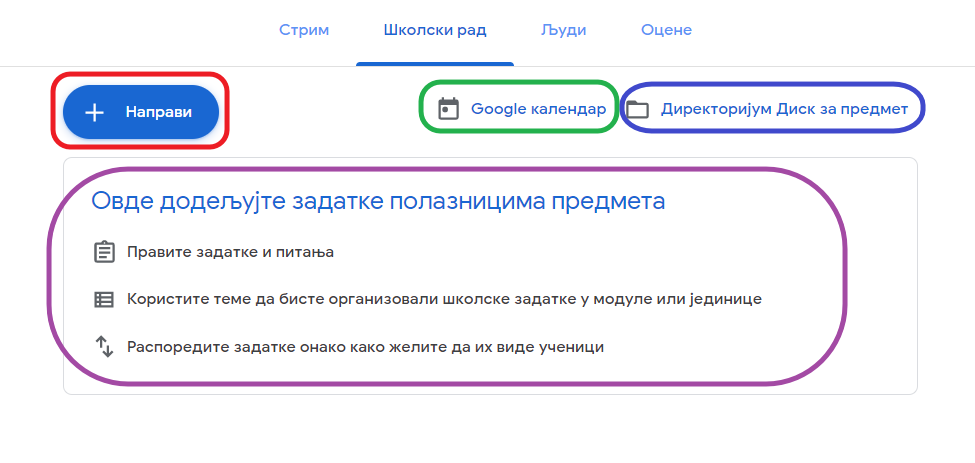 Стрим Школски рад Људи Оцене
Направи Google календар Директоријум Диск за предмет
Овде додељујте задатке полазницима предмета
Правите задатке и питања
Користите теме да бисте организовали школске задатке у модуле или јединице
Распоредите задатке онако како желите да их виде ученици